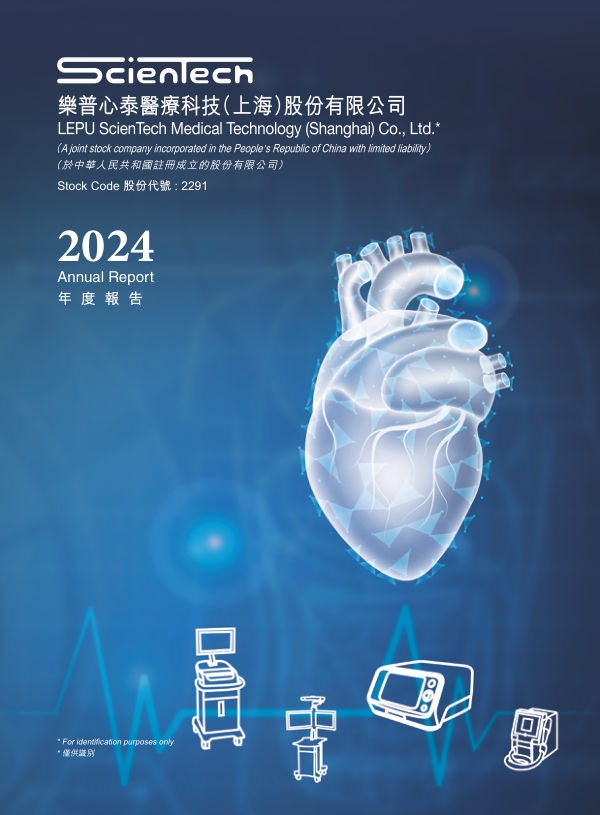 ScienTech
樂普心泰醫療科技(上海)股份有限公司
LEPU ScienTech Medical Technology (Shanghai) Co., Ltd.*
(A joint stock company incorporated in the People's Republic of China with limited liability)
(於中華人民共和國註冊成立的股份有限公司)
Stock Code 股份代號 : 2291
2024
Annual Report
年度報告
* For identification purposes only
* 僅供識別